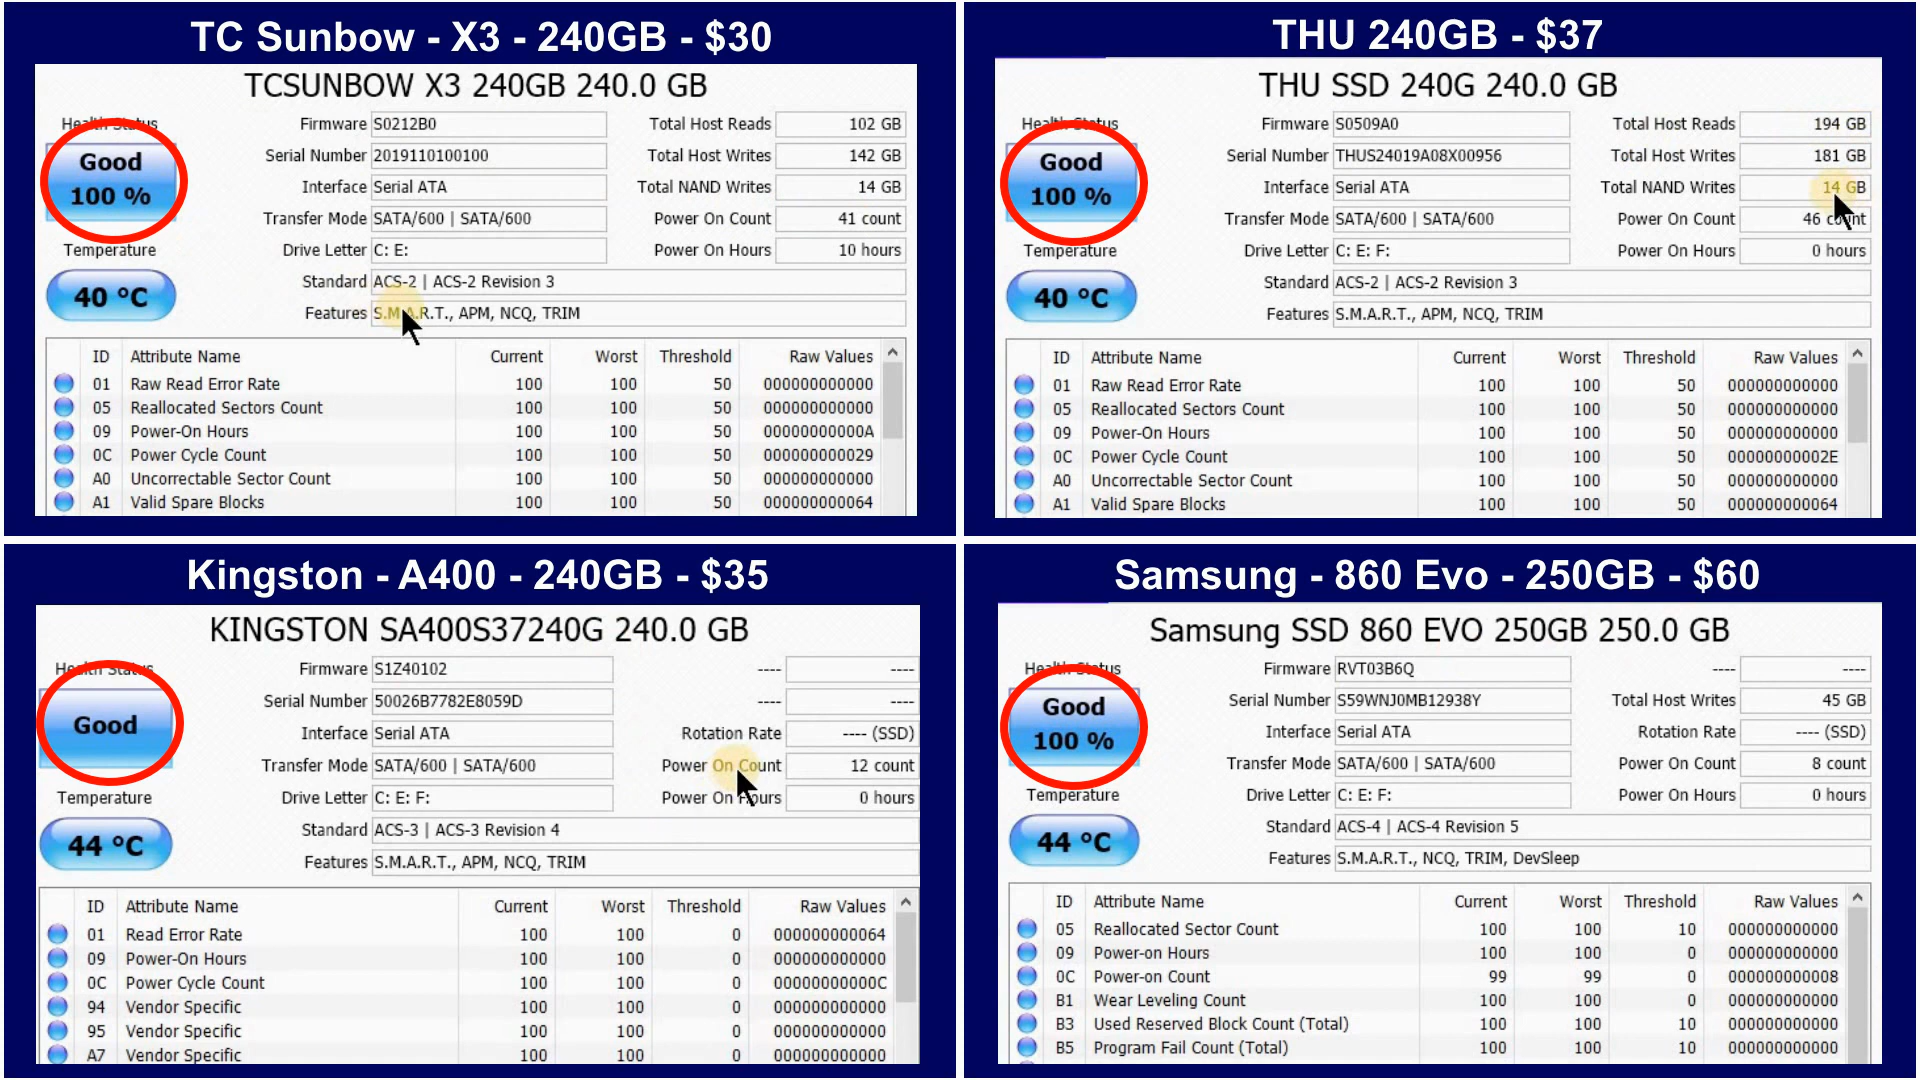 TC Sunbow - X3 - 240GB - $30
TCSUNBOW X3 240GB 240.0 GB
Health Status
Good
100 %
Temperature
40 °C
Firmware S0212B0
Serial Number 2019110100100
Interface Serial ATA
Transfer Mode SATA/600 | SATA/600
Drive Letter C: E:
Standard ACS-2 | ACS-2 Revision 3
Features S.M.A.R.T., APM, NCQ, TRIM
Total Host Reads 102 GB
Total Host Writes 142 GB
Total NAND Writes 14 GB
Power On Count 41 count
Power On Hours 10 hours
ID Attribute Name Current Worst Threshold Raw Values
01 Raw Read Error Rate 100 100 50 000000000000
05 Reallocated Sectors Count 100 100 50 000000000000
09 Power-On Hours 100 100 50 00000000000A
0C Power Cycle Count 100 100 50 000000000029
A0 Uncorrectable Sector Count 100 100 50 000000000000
A1 Valid Spare Blocks 100 100 50 000000000064
THU 240GB - $37
THU SSD 240G 240.0 GB
Health Status
Good
100 %
Temperature
40 °C
Firmware S0509A0
Serial Number THUS24019A08X00956
Interface Serial ATA
Transfer Mode SATA/600 | SATA/600
Drive Letter C: E: F:
Standard ACS-2 | ACS-2 Revision 3
Features S.M.A.R.T., APM, NCQ, TRIM
Total Host Reads 194 GB
Total Host Writes 181 GB
Total NAND Writes 14 GB
Power On Count 46 count
Power On Hours 0 hours
ID Attribute Name Current Worst Threshold Raw Values
01 Raw Read Error Rate 100 100 50 000000000000
05 Reallocated Sectors Count 100 100 50 000000000000
09 Power-On Hours 100 100 50 000000000000
0C Power Cycle Count 100 100 50 00000000002E
A0 Uncorrectable Sector Count 100 100 50 000000000000
A1 Valid Spare Blocks 100 100 50 000000000064
Kingston - A400 - 240GB - $35
KINGSTON SA400S37240G 240.0 GB
Health Status
Good
Temperature
44 °C
Firmware S1Z40102
Serial Number 50026B7782E8059D
Interface Serial ATA
Transfer Mode SATA/600 | SATA/600
Drive Letter C: E: F:
Standard ACS-3 | ACS-3 Revision 4
Features S.M.A.R.T., APM, NCQ, TRIM
---- ----
---- ----
Rotation Rate ---- (SSD)
Power On Count 12 count
Power On Hours 0 hours
ID Attribute Name Current Worst Threshold Raw Values
01 Read Error Rate 100 100 0 000000000064
09 Power-On Hours 100 100 0 000000000000
0C Power Cycle Count 100 100 0 00000000000C
94 Vendor Specific 100 100 0 000000000000
95 Vendor Specific 100 100 0 000000000000
A7 Vendor Specific 100 100 0 000000000000
Samsung - 860 Evo - 250GB - $60
Samsung SSD 860 EVO 250GB 250.0 GB
Health Status
Good
100 %
Temperature
44 °C
Firmware RVT03B6Q
Serial Number S59WNJ0MB12938Y
Interface Serial ATA
Transfer Mode SATA/600 | SATA/600
Drive Letter C: E: F:
Standard ACS-4 | ACS-4 Revision 5
Features S.M.A.R.T., NCQ, TRIM, DevSleep
---- ----
Total Host Writes 45 GB
Rotation Rate ---- (SSD)
Power On Count 8 count
Power On Hours 0 hours
ID Attribute Name Current Worst Threshold Raw Values
05 Reallocated Sector Count 100 100 10 000000000000
09 Power-on Hours 100 100 0 000000000000
0C Power-on Count 99 99 0 000000000008
B1 Wear Leveling Count 100 100 0 000000000000
B3 Used Reserved Block Count (Total) 100 100 10 000000000000
B5 Program Fail Count (Total) 100 100 10 000000000000